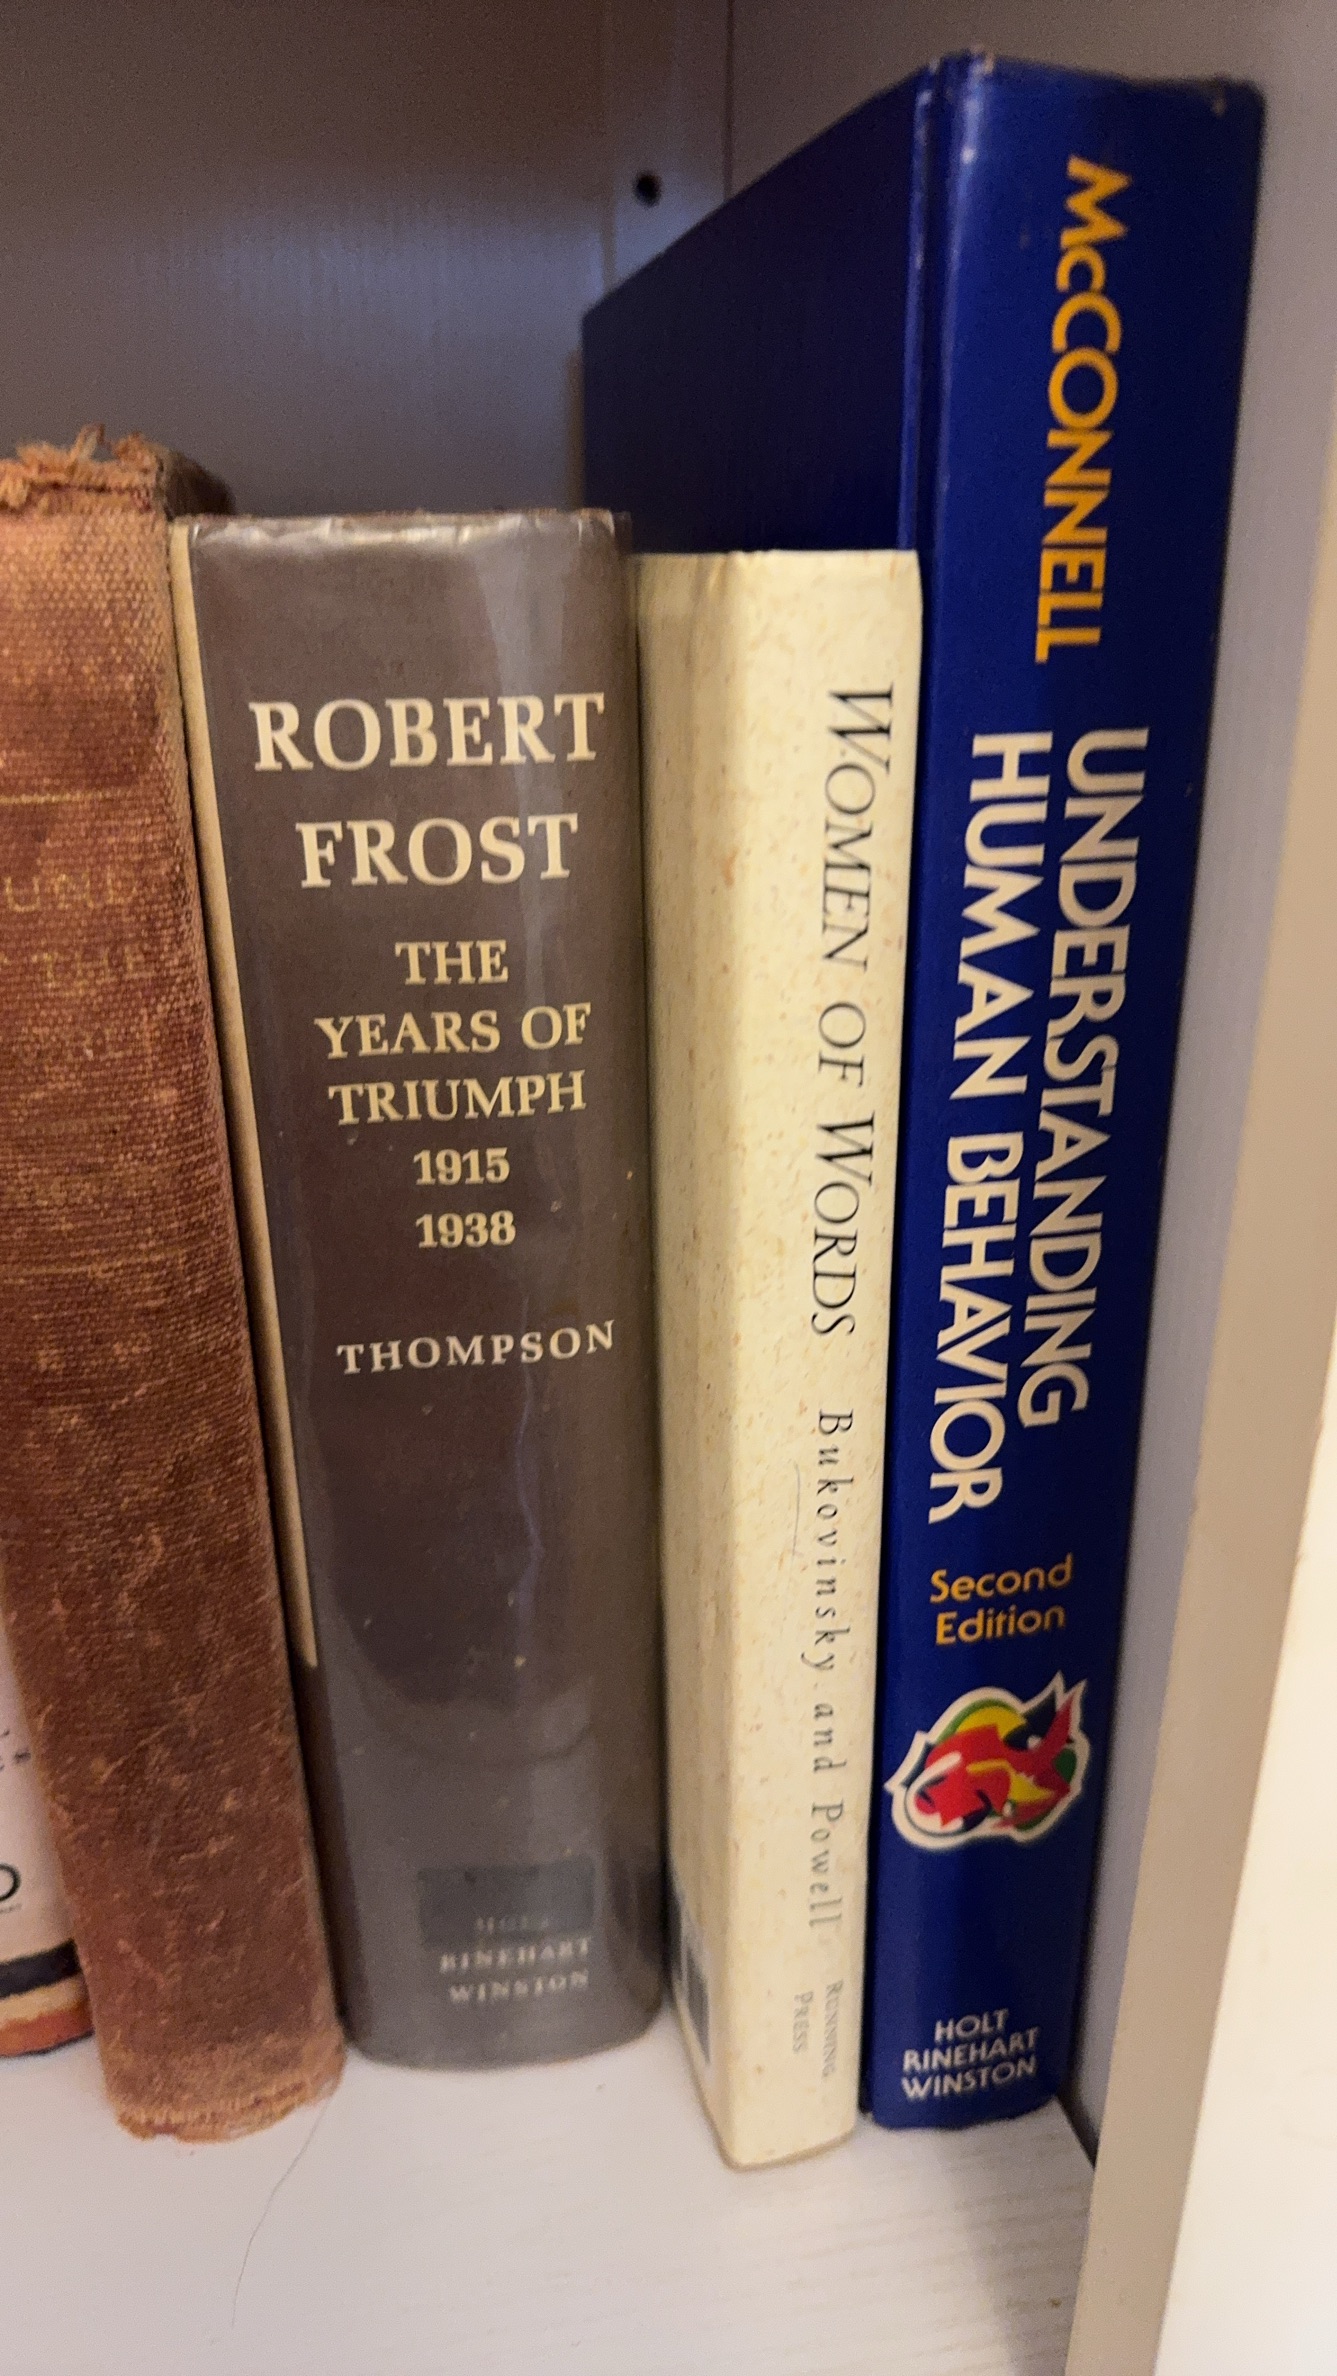 ROBERT
FROST
THE
YEARS OF
TRIUMPH
1915
1938
THOMPSON
HOLT
RINEHART
WINSTON
WOMEN OF WORDS Bukovinsky and Powell
RUNNING
PRESS
McCONNELL
UNDERSTANDING
HUMAN BEHAVIOR
Second
Edition
HOLT
RINEHART
WINSTON